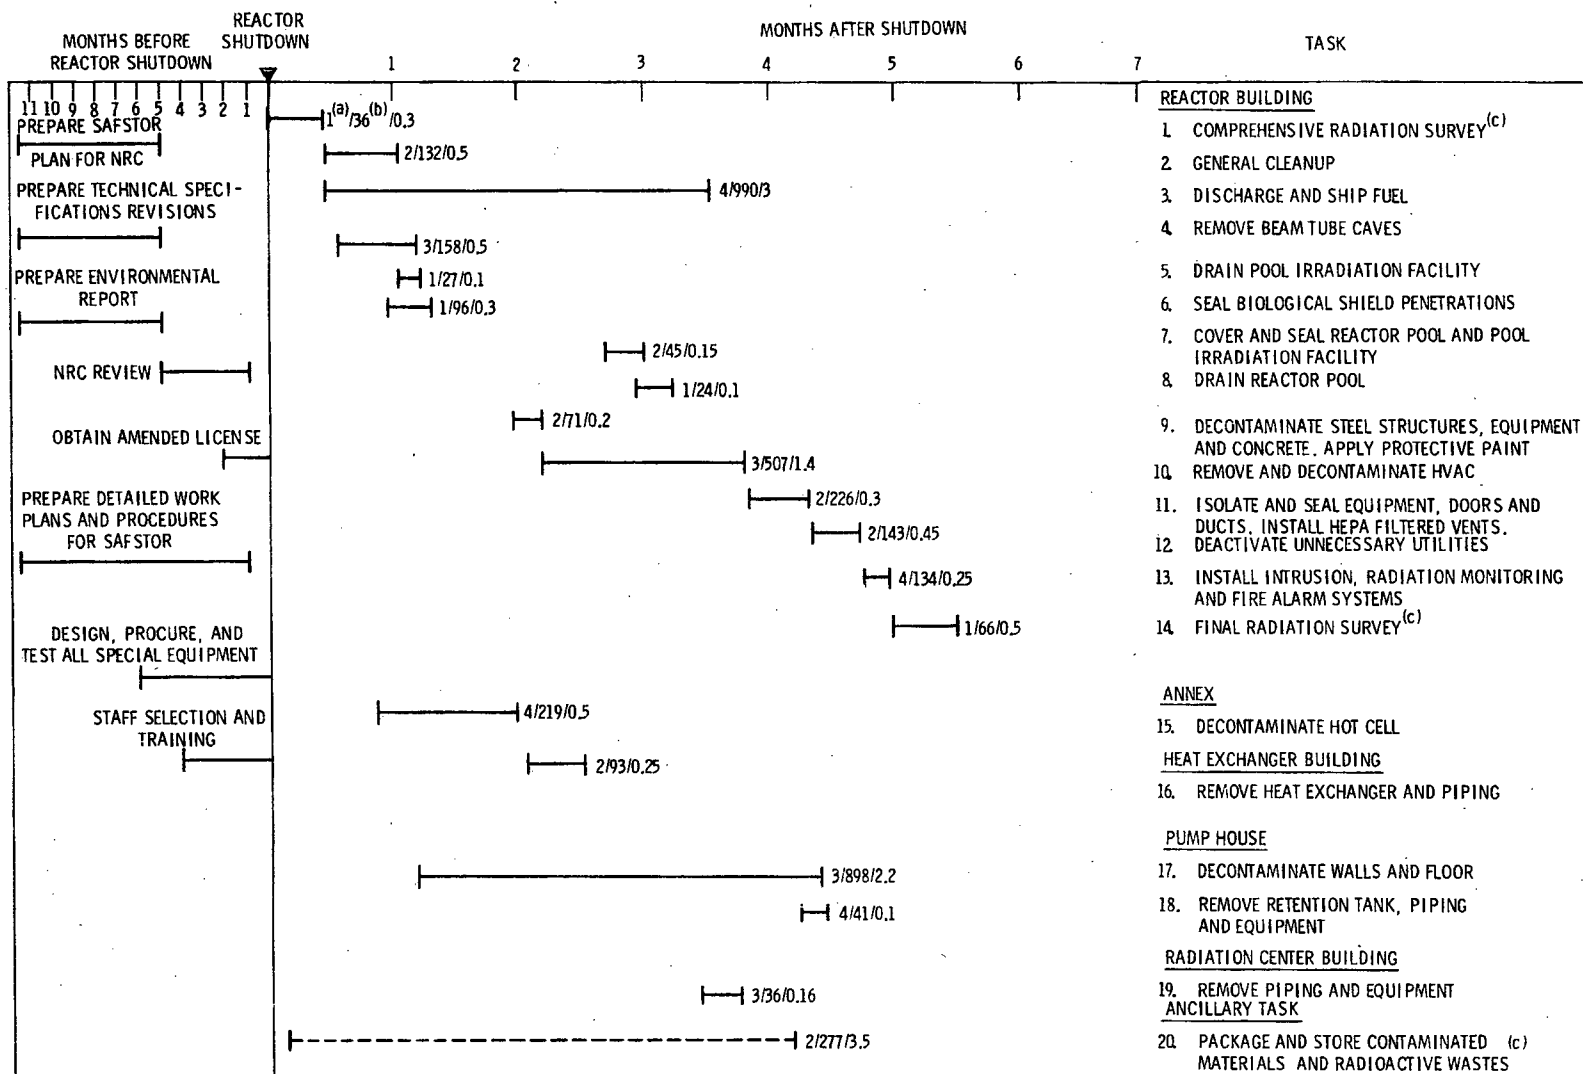 MONTHS BEFORE
REACTOR SHUTDOWN
REACTOR
SHUTDOWN
MONTHS AFTER SHUTDOWN
TASK
11 10 9 8 7 6 5 4 3 2 1
1 2 3 4 5 6 7
PREPARE SAFSTOR
PLAN FOR NRC
PREPARE TECHNICAL SPECI-
FICATIONS REVISIONS
PREPARE ENVIRONMENTAL
REPORT
NRC REVIEW
OBTAIN AMENDED LICENSE
PREPARE DETAILED WORK
PLANS AND PROCEDURES
FOR SAFSTOR
DESIGN, PROCURE, AND
TEST ALL SPECIAL EQUIPMENT
STAFF SELECTION AND
TRAINING
1(a)/36(b)/0.3
2/132/0.5
4/990/3
3/158/0.5
1/27/0.1
1/96/0.3
2/45/0.15
1/24/0.1
2/71/0.2
3/507/1.4
2/226/0.3
2/143/0.45
4/134/0.25
1/66/0.5
4/219/0.5
2/93/0.25
3/898/2.2
4/41/0.1
3/36/0.16
2/277/3.5
REACTOR BUILDING
1. COMPREHENSIVE RADIATION SURVEY(c)
2. GENERAL CLEANUP
3. DISCHARGE AND SHIP FUEL
4. REMOVE BEAM TUBE CAVES
5. DRAIN POOL IRRADIATION FACILITY
6. SEAL BIOLOGICAL SHIELD PENETRATIONS
7. COVER AND SEAL REACTOR POOL AND POOL
IRRADIATION FACILITY
8. DRAIN REACTOR POOL
9. DECONTAMINATE STEEL STRUCTURES, EQUIPMENT
AND CONCRETE. APPLY PROTECTIVE PAINT
10. REMOVE AND DECONTAMINATE HVAC
11. ISOLATE AND SEAL EQUIPMENT, DOORS AND
DUCTS. INSTALL HEPA FILTERED VENTS.
12. DEACTIVATE UNNECESSARY UTILITIES
13. INSTALL INTRUSION, RADIATION MONITORING
AND FIRE ALARM SYSTEMS
14. FINAL RADIATION SURVEY(c)
ANNEX
15. DECONTAMINATE HOT CELL
HEAT EXCHANGER BUILDING
16. REMOVE HEAT EXCHANGER AND PIPING
PUMP HOUSE
17. DECONTAMINATE WALLS AND FLOOR
18. REMOVE RETENTION TANK, PIPING
AND EQUIPMENT
RADIATION CENTER BUILDING
19. REMOVE PIPING AND EQUIPMENT
ANCILLARY TASK
20. PACKAGE AND STORE CONTAMINATED (c)
MATERIALS AND RADIOACTIVE WASTES